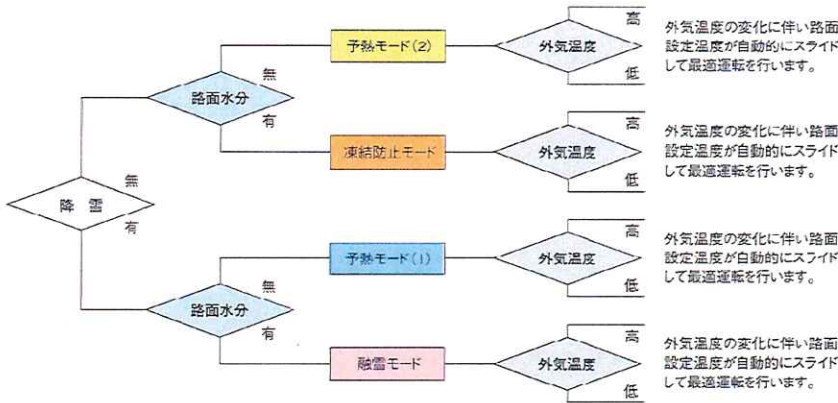 高
予熱モード(2)
外気温度
低
外気温度の変化に伴い路面
設定温度が自動的にスライド
して最適運転を行います。
無
路面水分
有
高
凍結防止モード
外気温度
低
外気温度の変化に伴い路面
設定温度が自動的にスライド
して最適運転を行います。
無
降 雪
有
高
予熱モード(1)
外気温度
低
外気温度の変化に伴い路面
設定温度が自動的にスライド
して最適運転を行います。
無
路面水分
有
高
融雪モード
外気温度
低
外気温度の変化に伴い路面
設定温度が自動的にスライド
して最適運転を行います。